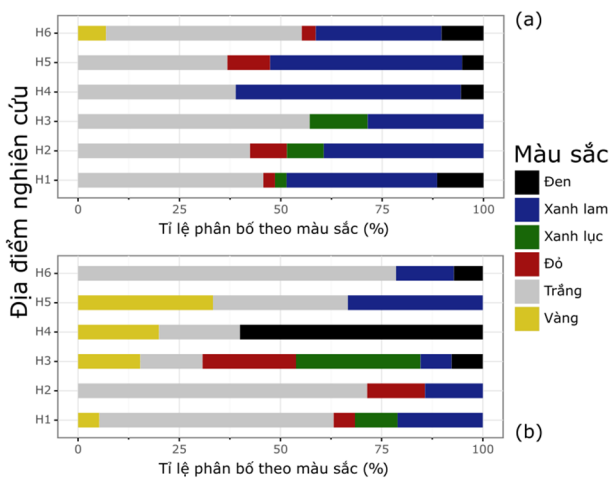 (a)
H6
H5
H4
H3
H2
H1
0 25 50 75 100
Tỉ lệ phân bố theo màu sắc (%)
Địa điểm nghiên cứu
Màu sắc
Đen
Xanh lam
Xanh lục
Đỏ
Trắng
Vàng
H6
H5
H4
H3
H2
H1
0 25 50 75 100
Tỉ lệ phân bố theo màu sắc (%)
(b)